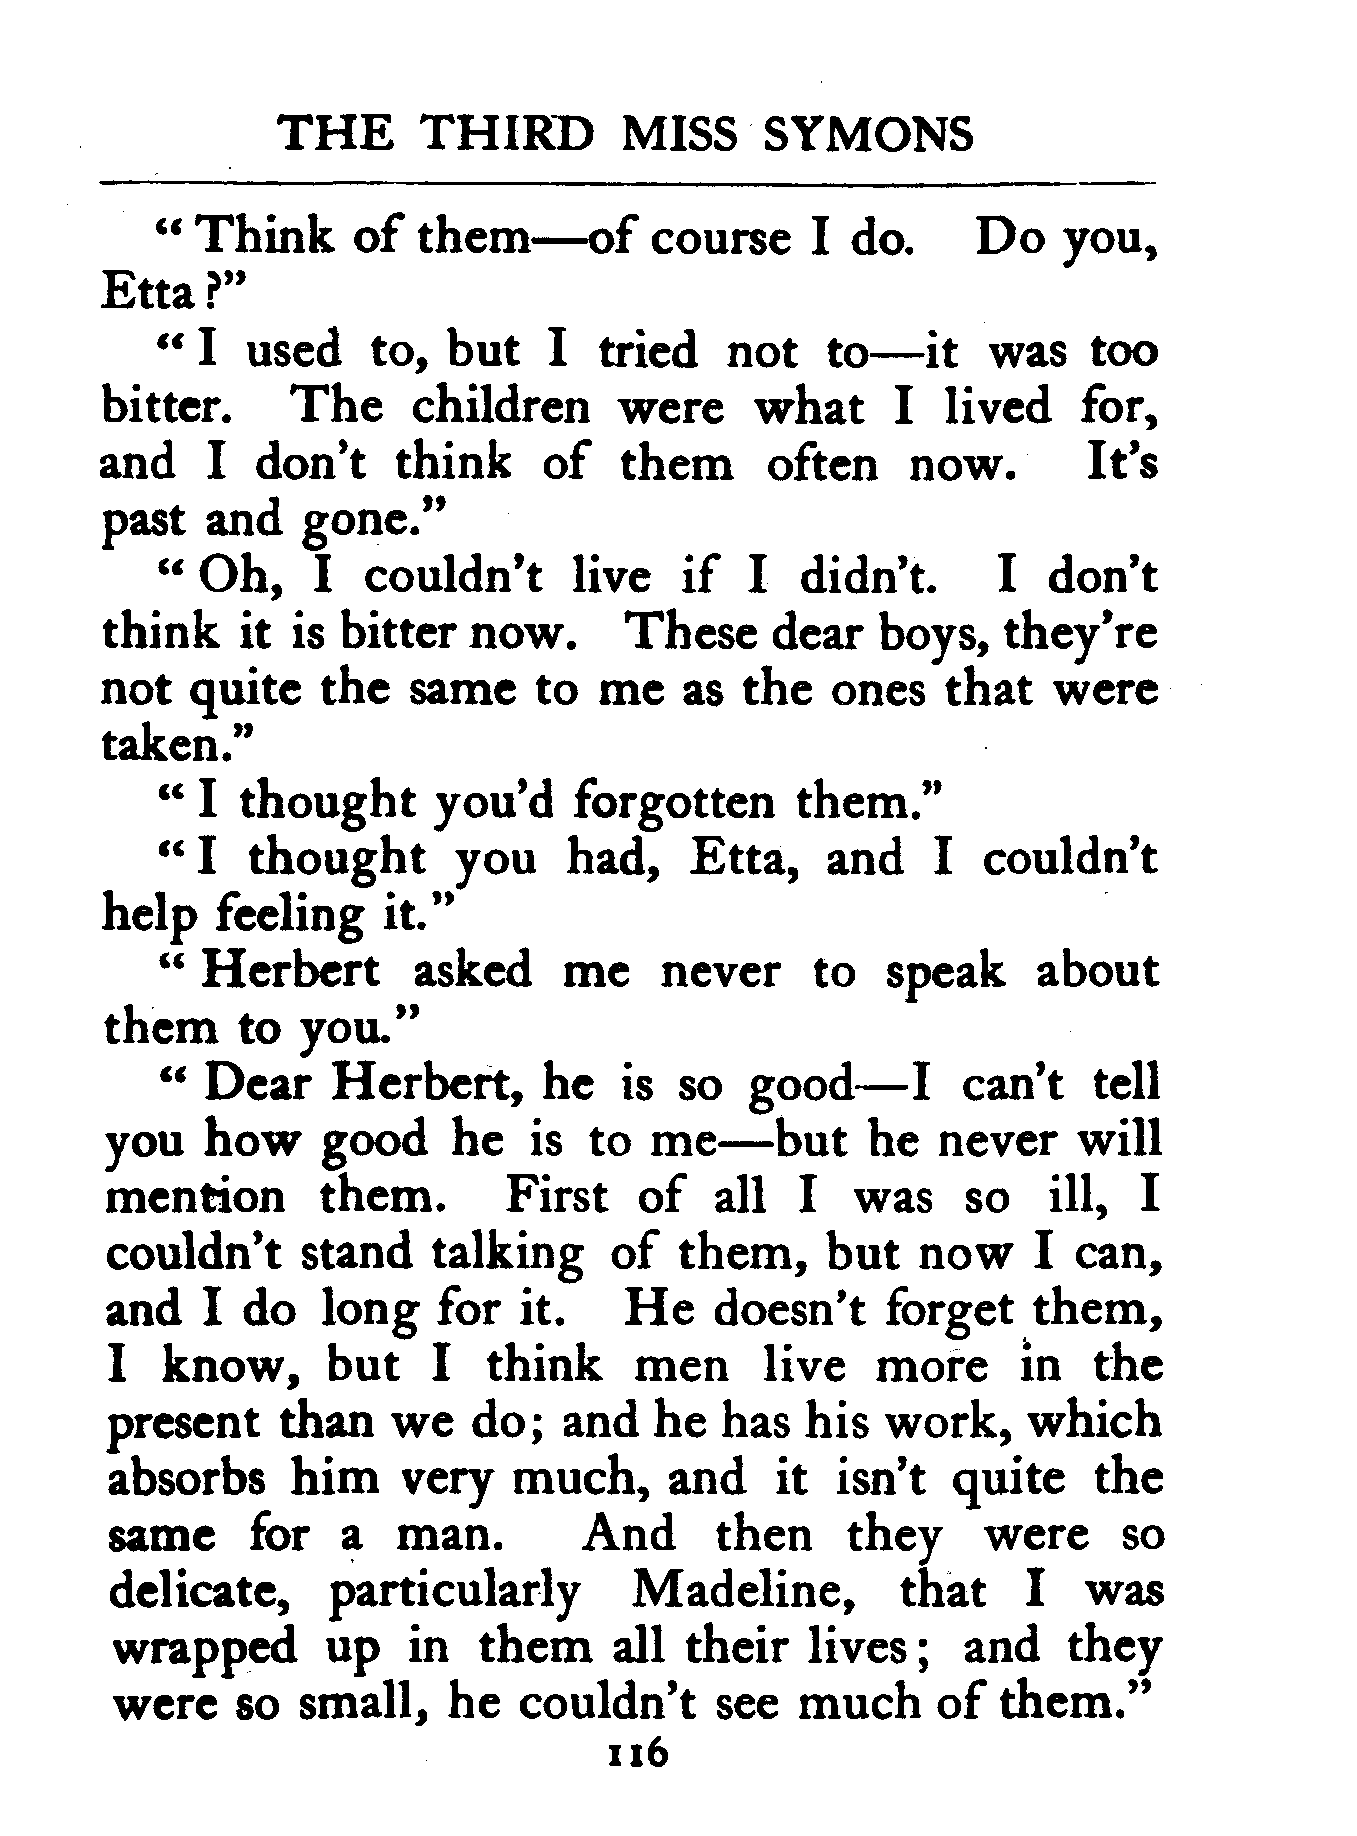 THE THIRD MISS SYMONS
“ Think of them—of course I do. Do you,
Etta ?”
“ I used to, but I tried not to—it was too
bitter. The children were what I lived for,
and I don’t think of them often now. It’s
past and gone.”
“ Oh, I couldn’t live if I didn’t. I don’t
think it is bitter now. These dear boys, they’re
not quite the same to me as the ones that were
taken.”
“ I thought you’d forgotten them.”
“ I thought you had, Etta, and I couldn’t
help feeling it.”
“ Herbert asked me never to speak about
them to you.”
“ Dear Herbert, he is so good—I can’t tell
you how good he is to me—but he never will
mention them. First of all I was so ill, I
couldn’t stand talking of them, but now I can,
and I do long for it. He doesn’t forget them,
I know, but I think men live more in the
present than we do; and he has his work, which
absorbs him very much, and it isn’t quite the
same for a man. And then they were so
delicate, particularly Madeline, that I was
wrapped up in them all their lives ; and they
were so small, he couldn’t see much of them.”
116